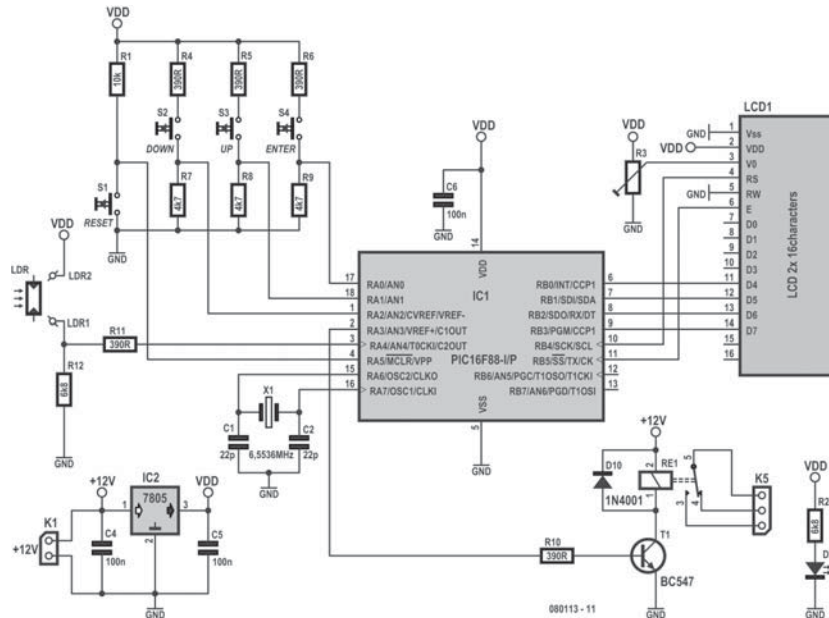 VDD
R1
10k
R4
390R
R5
390R
R6
390R
S2
DOWN
S3
UP
S4
ENTER
S1
RESET
R7
4k7
R8
4k7
R9
4k7
GND
VDD
LDR
LDR2
LDR1
R11
390R
R12
6k8
GND
VDD
C6
100n
GND
14
VDD
IC1
PIC16F88-I/P
VSS
5
GND
17 RA0/AN0
18 RA1/AN1
1 RA2/AN2/CVREF/VREF-
2 RA3/AN3/VREF+/C1OUT
3 RA4/AN4/T0CKI/C2OUT
4 RA5/MCLR/VPP
15 RA6/OSC2/CLKO
16 RA7/OSC1/CLKI
RB0/INT/CCP1 6
RB1/SDI/SDA 7
RB2/SDO/RX/DT 8
RB3/PGM/CCP1 9
RB4/SCK/SCL 10
RB5/SS/TX/CK 11
RB6/AN5/PGC/T1OSO/T1CKI 12
RB7/AN6/PGD/T1OSI 13
VDD
R3
GND
LCD1
GND 1 Vss
VDD 2 VDD
3 V0
4 RS
GND 5 RW
6 E
7 D0
8 D1
9 D2
10 D3
11 D4
12 D5
13 D6
14 D7
15
16
LCD 2x 16characters
X1
6,5536MHz
C1
22p
C2
22p
GND
IC2
7805
+12V
VDD
1
3
2
K1
+12V
C4
100n
C5
100n
GND
+12V
D10
1N4001
RE1
2
1
5
3
4
K5
R10
390R
T1
BC547
GND
VDD
R2
6k8
D
GND
080113 - 11